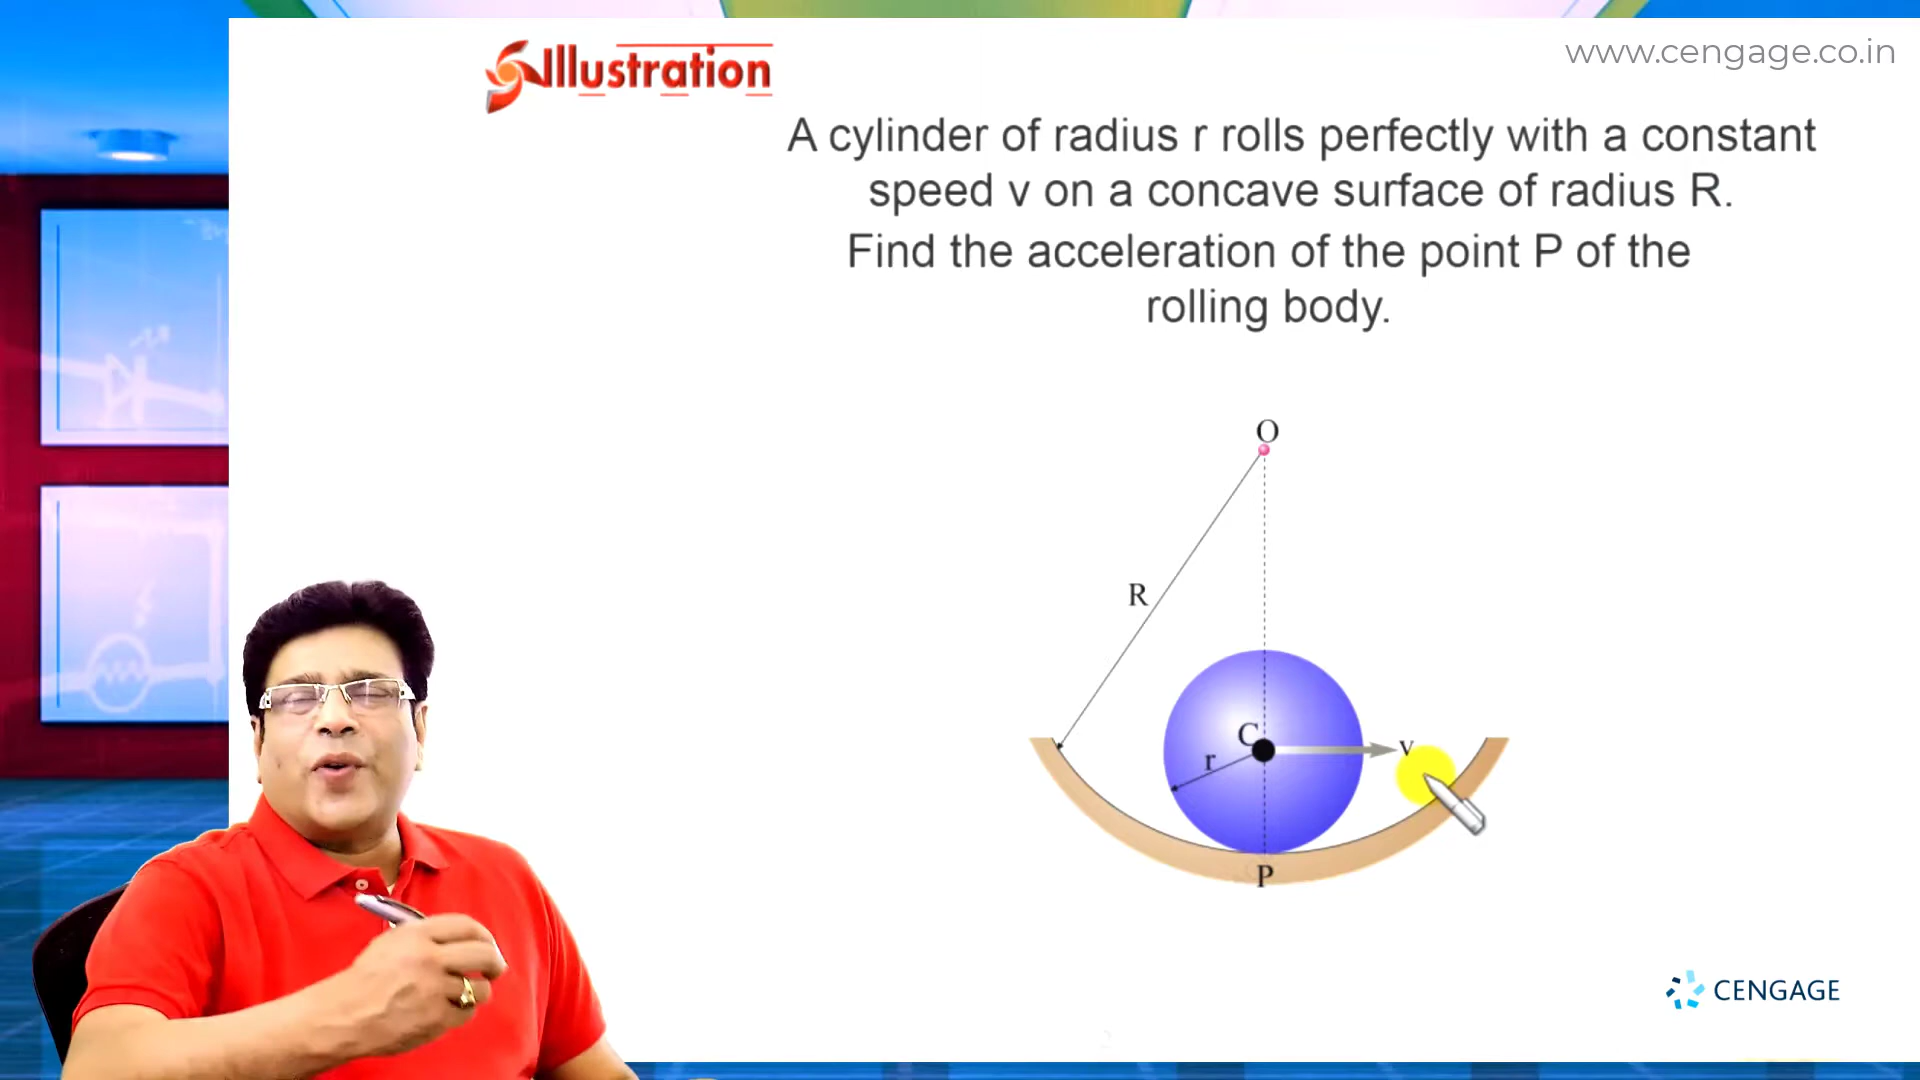 www.cengage.co.in
Illustration
A cylinder of radius r rolls perfectly with a constant
speed v on a concave surface of radius R.
Find the acceleration of the point P of the
rolling body.
O
R
C
v
r
P
CENGAGE